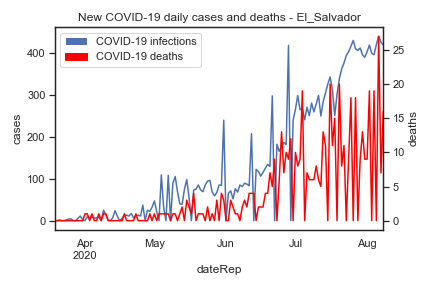 New COVID-19 daily cases and deaths - El_Salvador
COVID-19 infections
COVID-19 deaths
400
300
200
100
0
cases
25
20
15
10
5
0
deaths
Apr
2020
May
Jun
Jul
Aug
dateRep